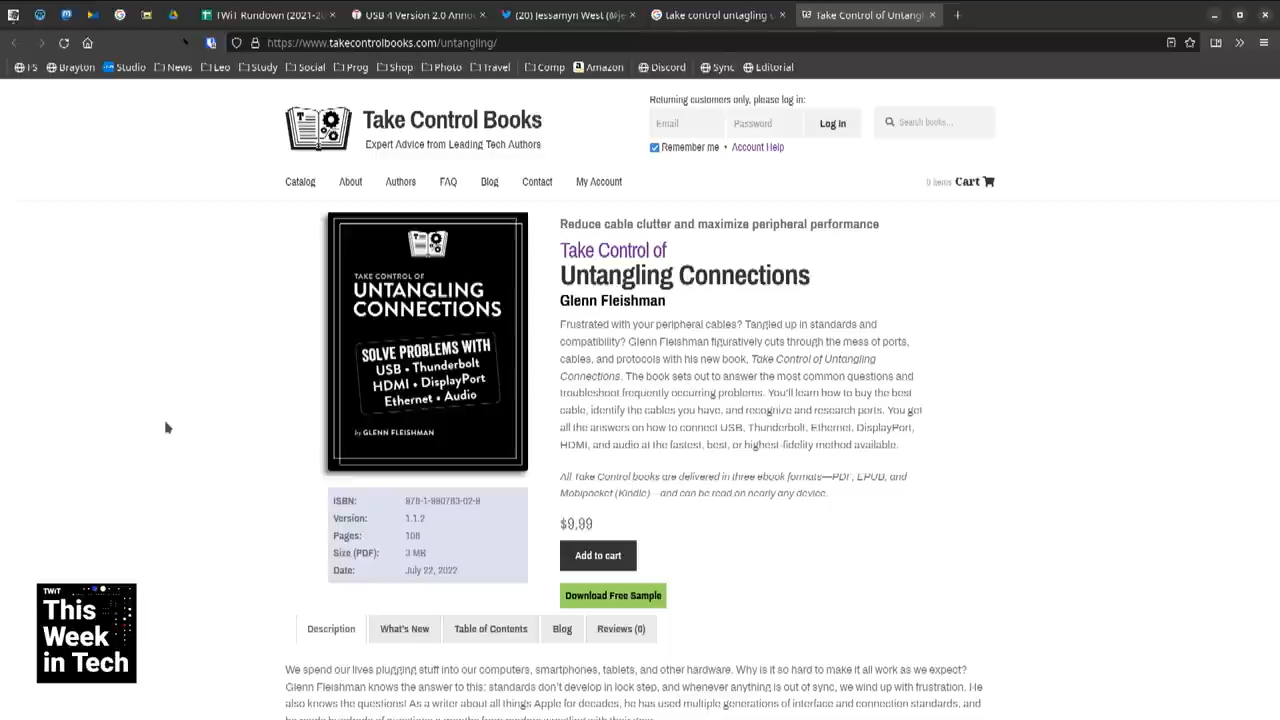 TWiT Rundown (2021-2
USB 4 Version 2.0 Annou
(20) Jessamyn West (@je
take control untagling
Take Control of Untangl
https://www.takecontrolbooks.com/untangling/
FS
Brayton
Studio
News
Leo
Study
Social
Prog
Shop
Photo
Travel
Comp
Amazon
Discord
Sync
Editorial
Take Control Books
Expert Advice from Leading Tech Authors
Returning customers only, please log in:
Email
Password
Log In
Search books...
Remember me • Account Help
Catalog
About
Authors
FAQ
Blog
Contact
My Account
0 items Cart
TAKE CONTROL OF
UNTANGLING
CONNECTIONS
SOLVE PROBLEMS WITH
USB • Thunderbolt
HDMI • DisplayPort
Ethernet • Audio
by GLENN FLEISHMAN
Reduce cable clutter and maximize peripheral performance
Take Control of
Untangling Connections
Glenn Fleishman
Frustrated with your peripheral cables? Tangled up in standards and
compatibility? Glenn Fleishman figuratively cuts through the mess of ports,
cables, and protocols with his new book, Take Control of Untangling
Connections. The book sets out to answer the most common questions and
troubleshoot frequently occurring problems. You'll learn how to buy the best
cable, identify the cables you have, and recognize and research ports. You get
all the answers on how to connect USB, Thunderbolt, Ethernet, DisplayPort,
HDMI, and audio at the fastest, best, or highest-fidelity method available.
All Take Control books are delivered in three ebook formats—PDF, EPUB, and
Mobipocket (Kindle)—and can be read on nearly any device.
$9.99
Add to cart
Download Free Sample
ISBN: 978-1-990783-02-9
Version: 1.1.2
Pages: 108
Size (PDF): 3 MB
Date: July 22, 2022
TWiT
This
Week
in Tech
Description
What's New
Table of Contents
Blog
Reviews (0)
We spend our lives plugging stuff into our computers, smartphones, tablets, and other hardware. Why is it so hard to make it all work as we expect?
Glenn Fleishman knows the answer to this: standards don't develop in lock step, and whenever anything is out of sync, we wind up with frustration. He
also knows the questions! As a writer about all things Apple for decades, he has used multiple generations of interface and connection standards, and